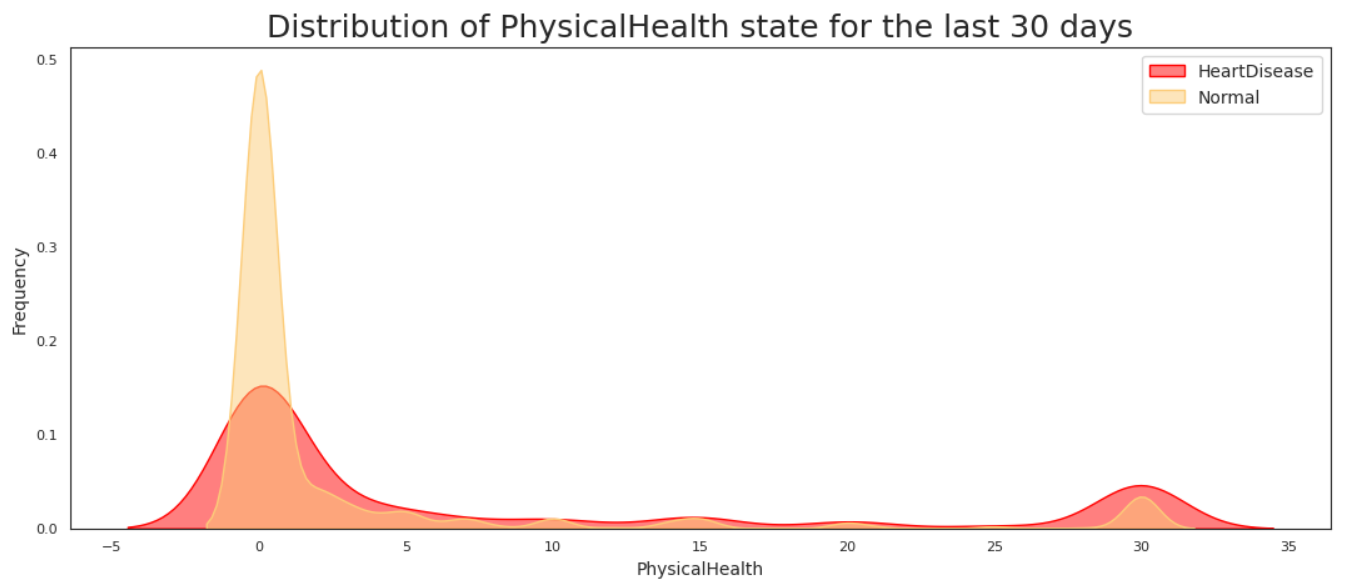 Distribution of PhysicalHealth state for the last 30 days
HeartDisease
Normal
Frequency
0.5
0.4
0.3
0.2
0.1
0.0
−5 0 5 10 15 20 25 30 35
PhysicalHealth